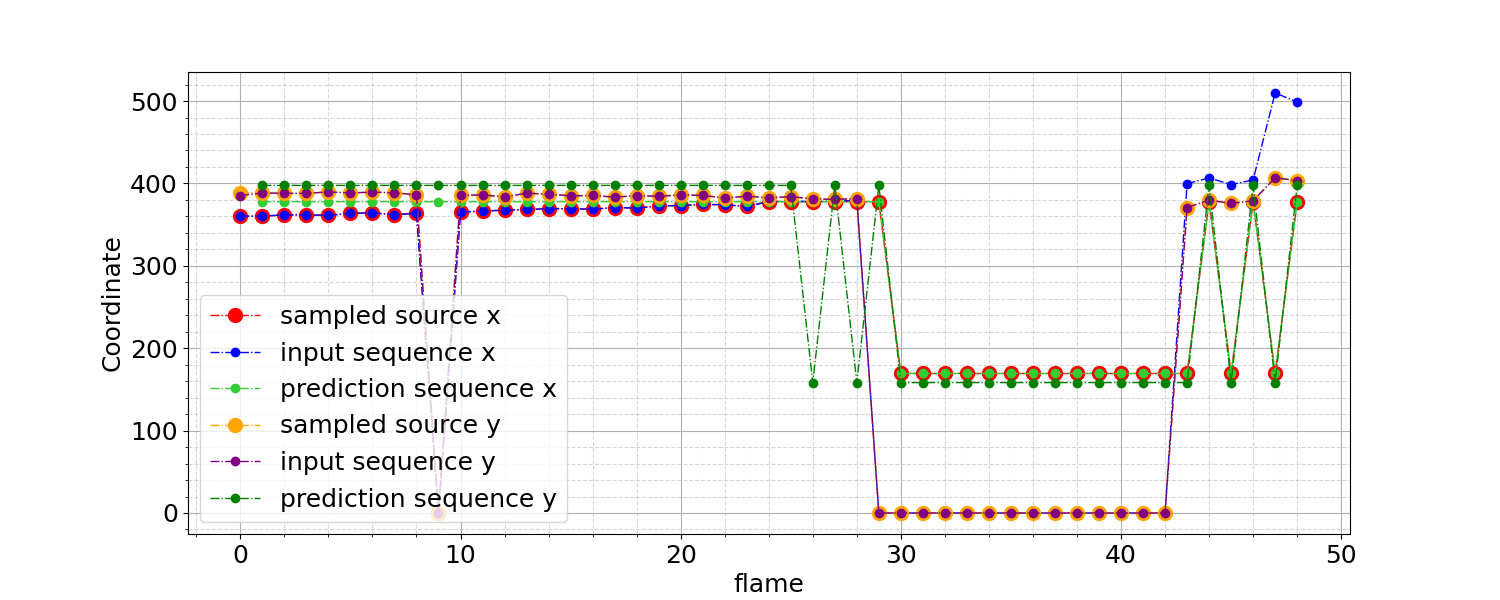 500
400
300
200
100
0
Coordinate
sampled source x
input sequence x
prediction sequence x
sampled source y
input sequence y
prediction sequence y
0 10 20 30 40 50
flame